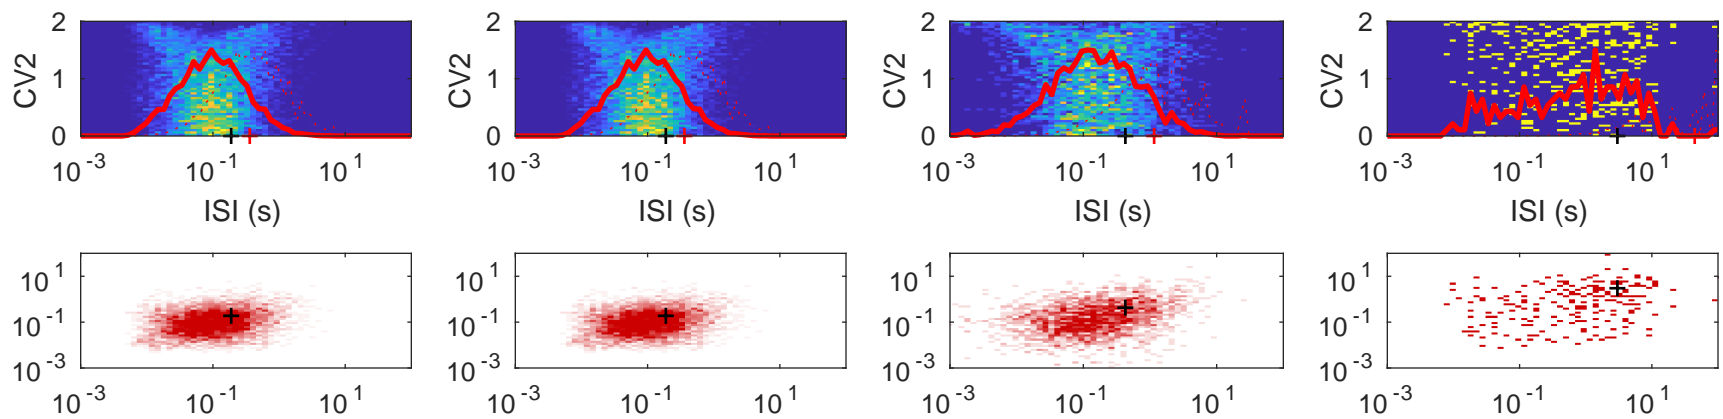 2 2 2 2
CV2 CV2 CV2 CV2
1 1 1 1
0 0 0 0
10^-3 10^-1 10^1 10^-3 10^-1 10^1 10^-3 10^-1 10^1 10^-3 10^-1 10^1
ISI (s) ISI (s) ISI (s) ISI (s)
10^1 10^1 10^1 10^1
10^-1 10^-1 10^-1 10^-1
10^-3 10^-3 10^-3 10^-3
10^-3 10^-1 10^1 10^-3 10^-1 10^1 10^-3 10^-1 10^1 10^-3 10^-1 10^1